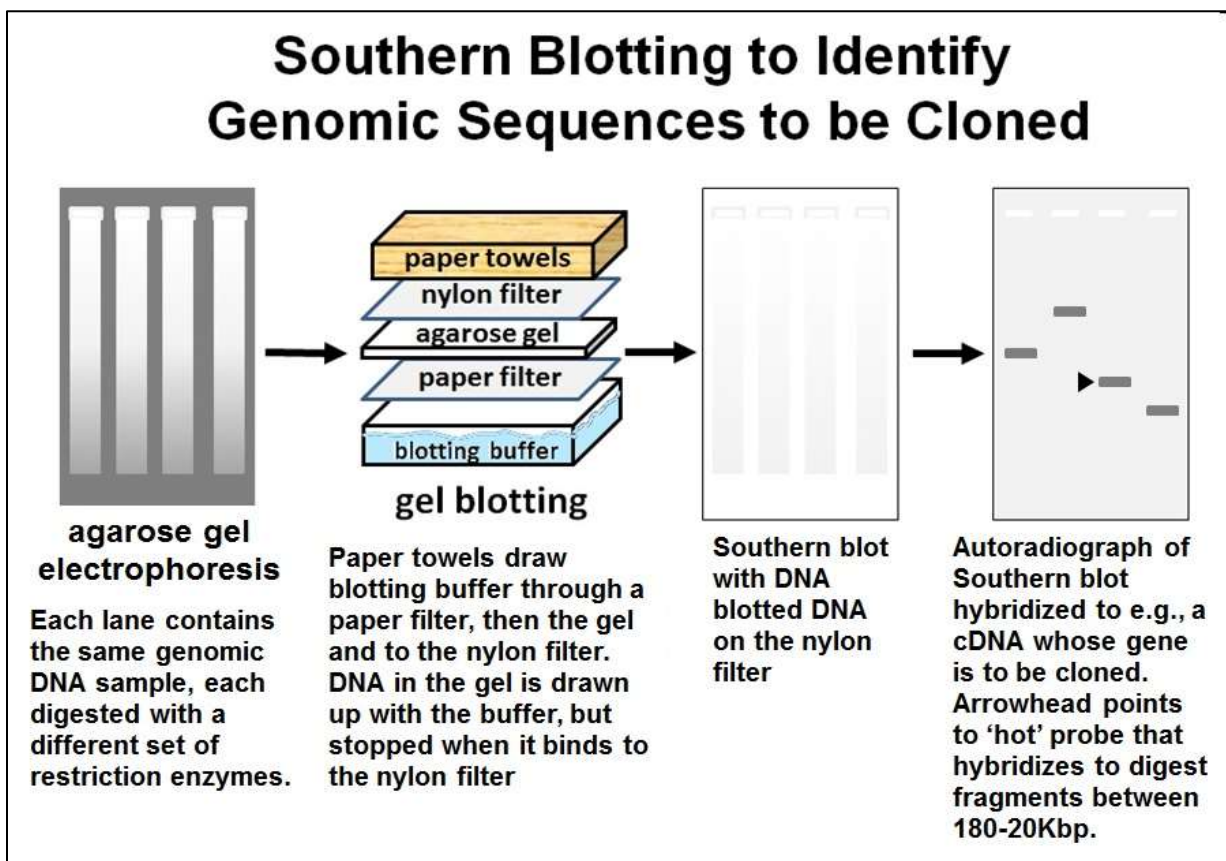 Southern Blotting to Identify
Genomic Sequences to be Cloned
agarose gel
electrophoresis
Each lane contains
the same genomic
DNA sample, each
digested with a
different set of
restriction enzymes.
paper towels
nylon filter
agarose gel
paper filter
blotting buffer
gel blotting
Paper towels draw
blotting buffer through a
paper filter, then the gel
and to the nylon filter.
DNA in the gel is drawn
up with the buffer, but
stopped when it binds to
the nylon filter
Southern blot
with DNA
blotted DNA
on the nylon
filter
Autoradiograph of
Southern blot
hybridized to e.g., a
cDNA whose gene
is to be cloned.
Arrowhead points
to ‘hot’ probe that
hybridizes to digest
fragments between
180-20Kbp.